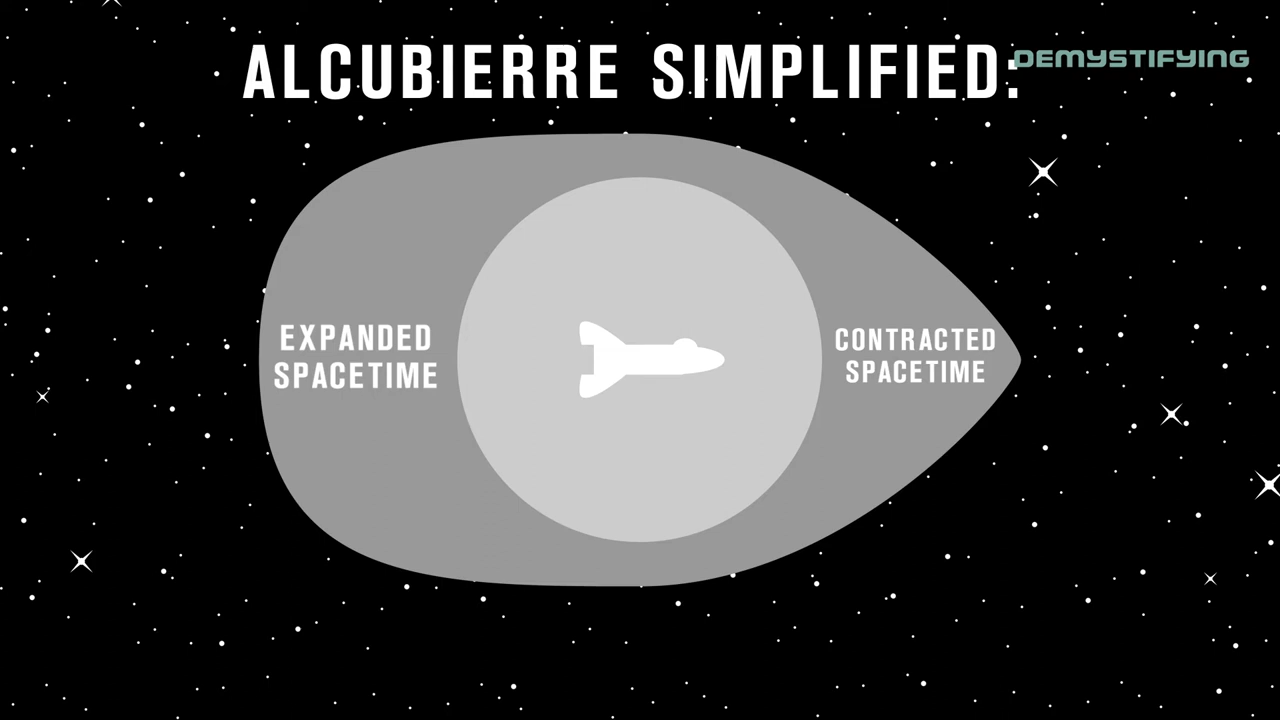 ALCUBIERRE SIMPLIFIED:
DEMYSTIFYING
EXPANDED
SPACETIME
CONTRACTED
SPACETIME